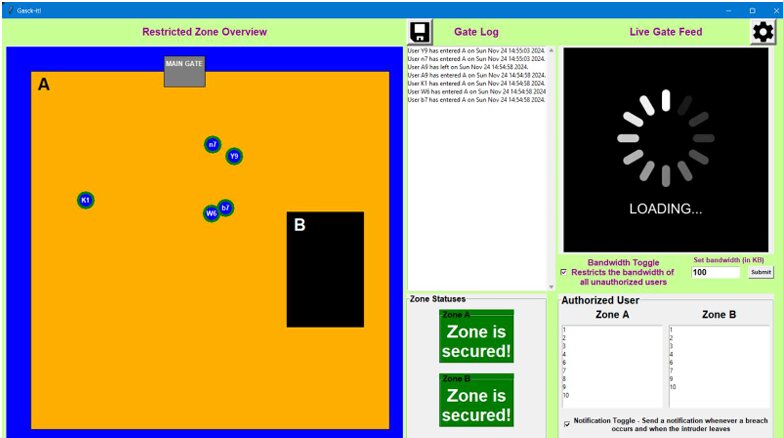 Gasck-it!
Restricted Zone Overview
Gate Log
Live Gate Feed
MAIN GATE
A
n7
Y9
K1
W6
b7
B
User Y9 has entered A on Sun Nov 24 14:55:03 2024.
User n7 has entered A on Sun Nov 24 14:55:03 2024.
User A9 has left on Sun Nov 24 14:54:58 2024.
User A9 has entered A on Sun Nov 24 14:54:58 2024.
User K1 has entered A on Sun Nov 24 14:54:58 2024.
User W6 has entered A on Sun Nov 24 14:54:58 2024
User b7 has entered A on Sun Nov 24 14:54:58 2024.
LOADING...
Bandwidth Toggle
Restricts the bandwidth of
all unauthorized users
Set bandwidth (in KB)
100
Submit
Zone Statuses
Zone A
Zone is
secured!
Zone B
Zone is
secured!
Authorized User
Zone A
1
2
3
4
6
7
8
9
10
Zone B
1
2
3
4
6
7
9
10
Notification Toggle - Send a notification whenever a breach
occurs and when the intruder leaves